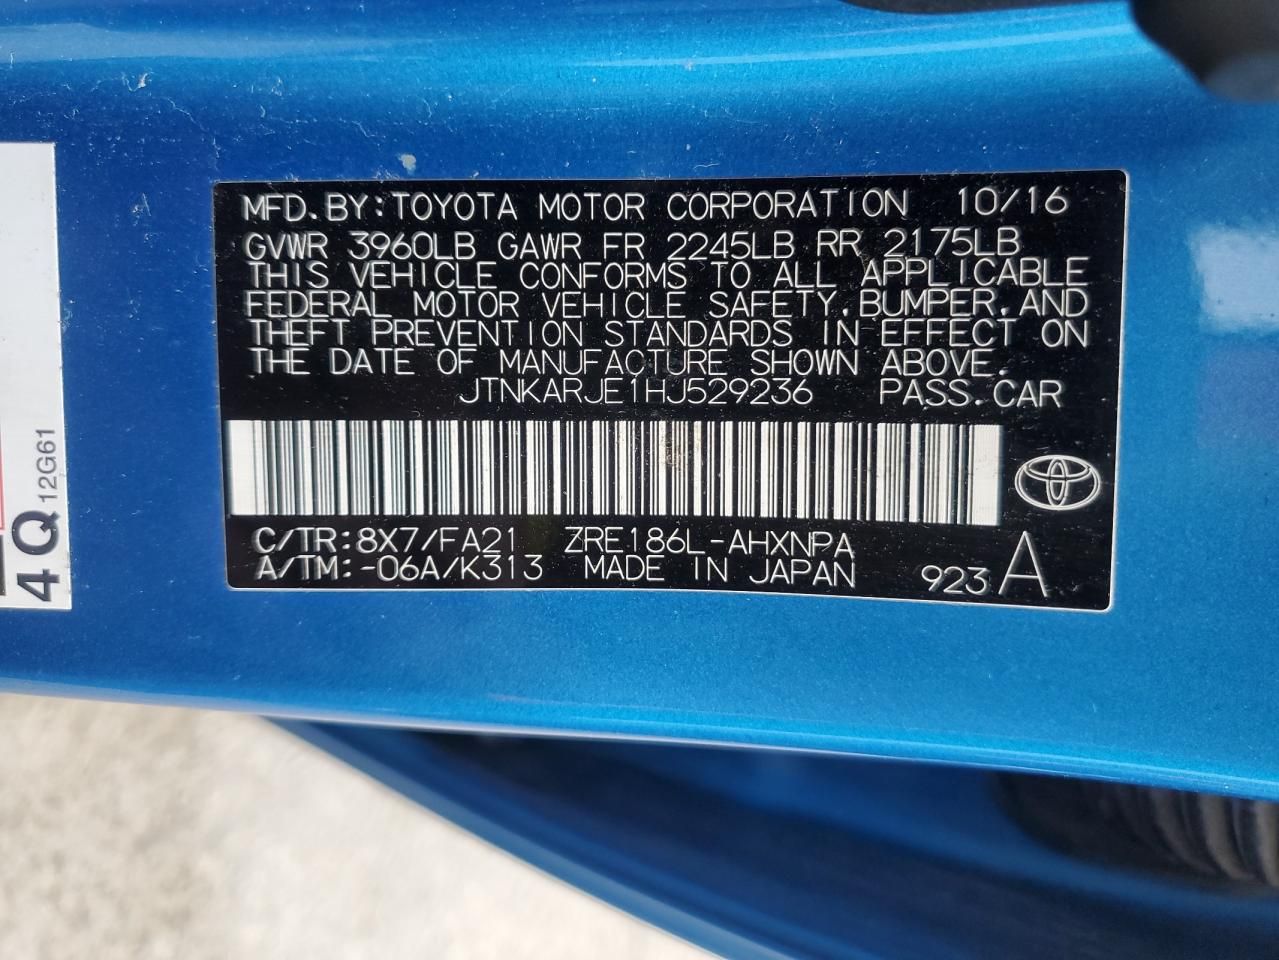 MFD.BY:TOYOTA MOTOR CORPORATION 10/16
GVWR 3960LB GAWR FR 2245LB RR 2175LB
THIS VEHICLE CONFORMS TO ALL APPLICABLE
FEDERAL MOTOR VEHICLE SAFETY,BUMPER,AND
THEFT PREVENTION STANDARDS IN EFFECT ON
THE DATE OF MANUFACTURE SHOWN ABOVE.
JTNKARJE1HJ529236 PASS.CAR
C/TR:8X7/FA21 ZRE186L-AHXNPA
A/TM:-06A/K313 MADE IN JAPAN 923 A
4Q 12G61